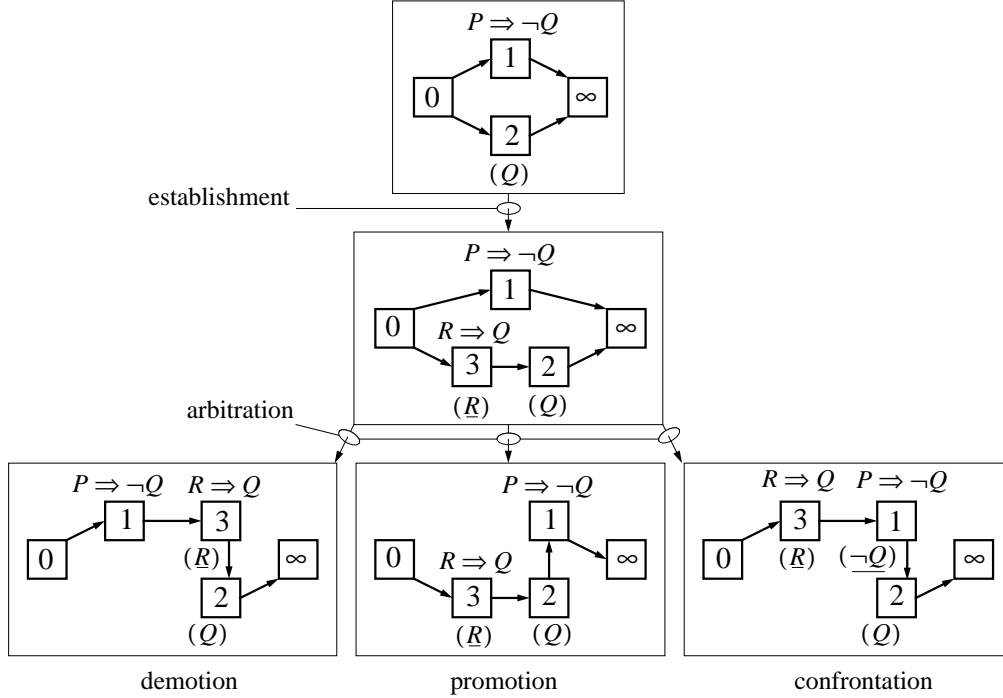 P ⇒ ¬Q
1
0 ∞
2
(Q)
establishment
P ⇒ ¬Q
1
0 ∞
R ⇒ Q
3 2
(R) (Q)
arbitration
P ⇒ ¬Q R ⇒ Q
1 3
0 (R) ∞
2
(Q)
P ⇒ ¬Q
1
0 ∞
R ⇒ Q
3 2
(R) (Q)
R ⇒ Q P ⇒ ¬Q
3 1
0 (R) (¬Q) ∞
2
(Q)
demotion promotion confrontation